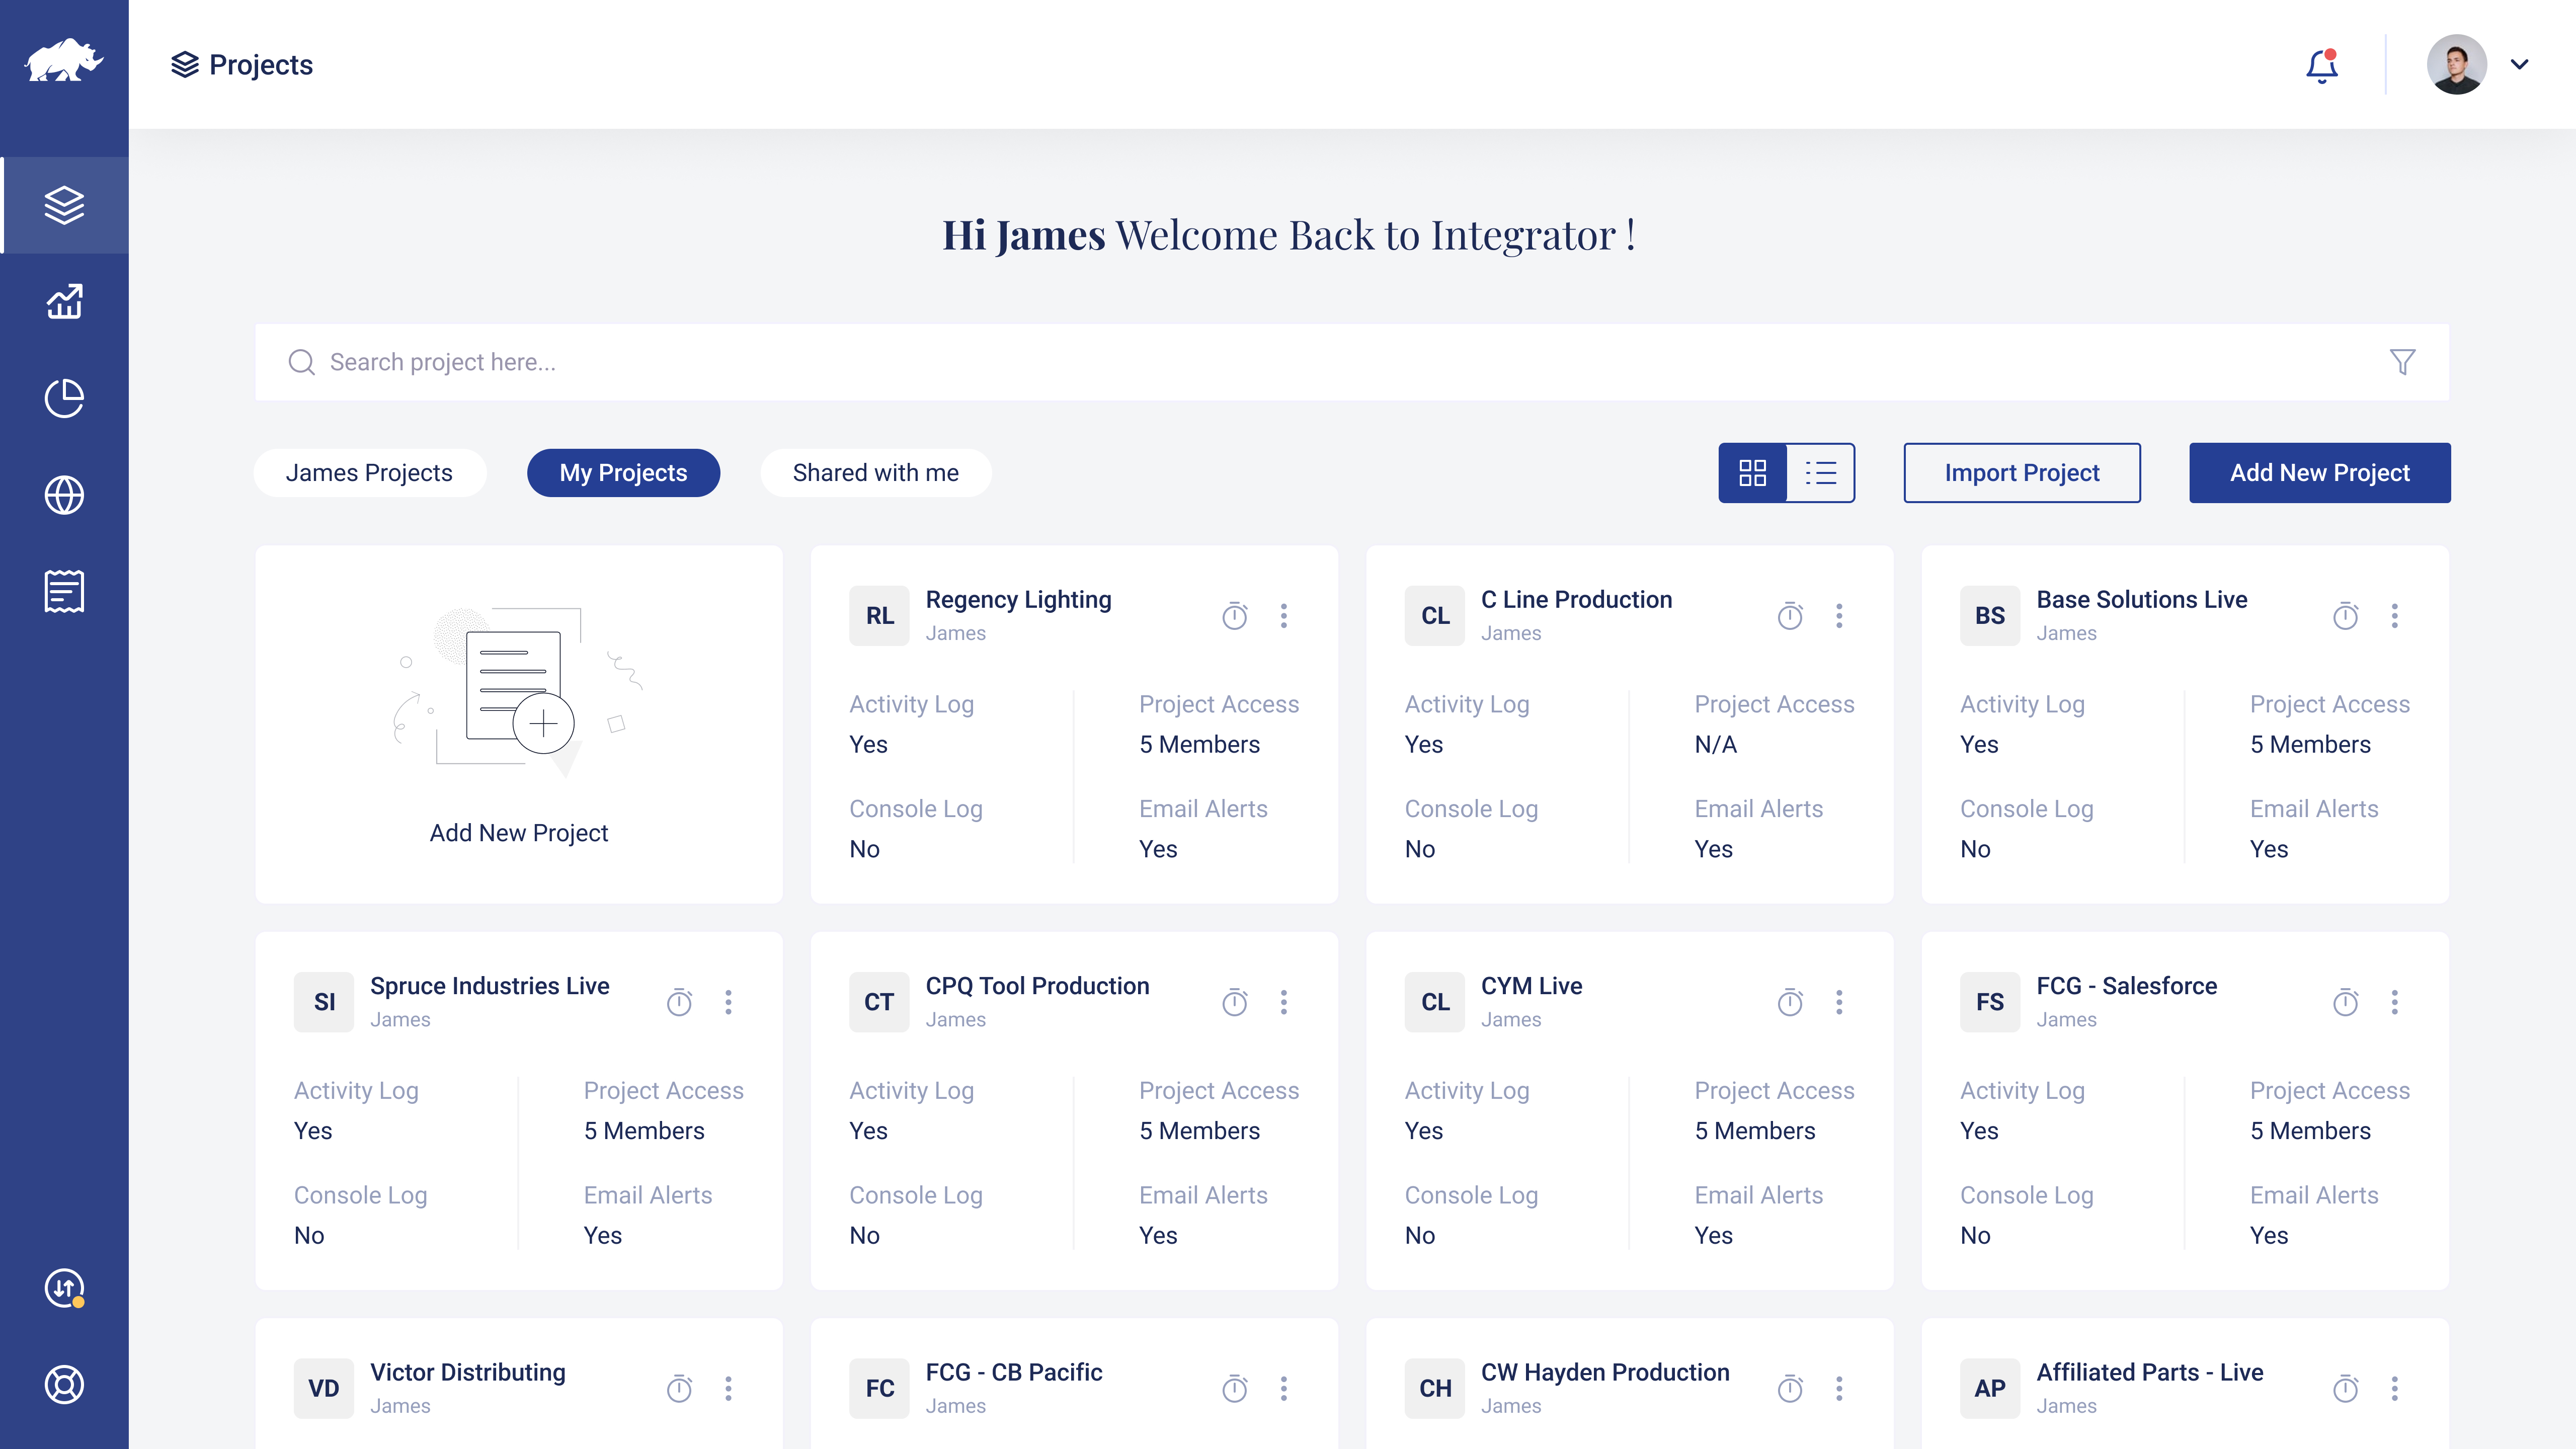 Projects
Hi James Welcome Back to Integrator !
Search project here...
James Projects
My Projects
Shared with me
Import Project
Add New Project
Add New Project
RL
Regency Lighting
James
Activity Log
Yes
Project Access
5 Members
Console Log
No
Email Alerts
Yes
CL
C Line Production
James
Activity Log
Yes
Project Access
N/A
Console Log
No
Email Alerts
Yes
BS
Base Solutions Live
James
Activity Log
Yes
Project Access
5 Members
Console Log
No
Email Alerts
Yes
SI
Spruce Industries Live
James
Activity Log
Yes
Project Access
5 Members
Console Log
No
Email Alerts
Yes
CT
CPQ Tool Production
James
Activity Log
Yes
Project Access
5 Members
Console Log
No
Email Alerts
Yes
CL
CYM Live
James
Activity Log
Yes
Project Access
5 Members
Console Log
No
Email Alerts
Yes
FS
FCG - Salesforce
James
Activity Log
Yes
Project Access
5 Members
Console Log
No
Email Alerts
Yes
VD
Victor Distributing
James
FC
FCG - CB Pacific
James
CH
CW Hayden Production
James
AP
Affiliated Parts - Live
James